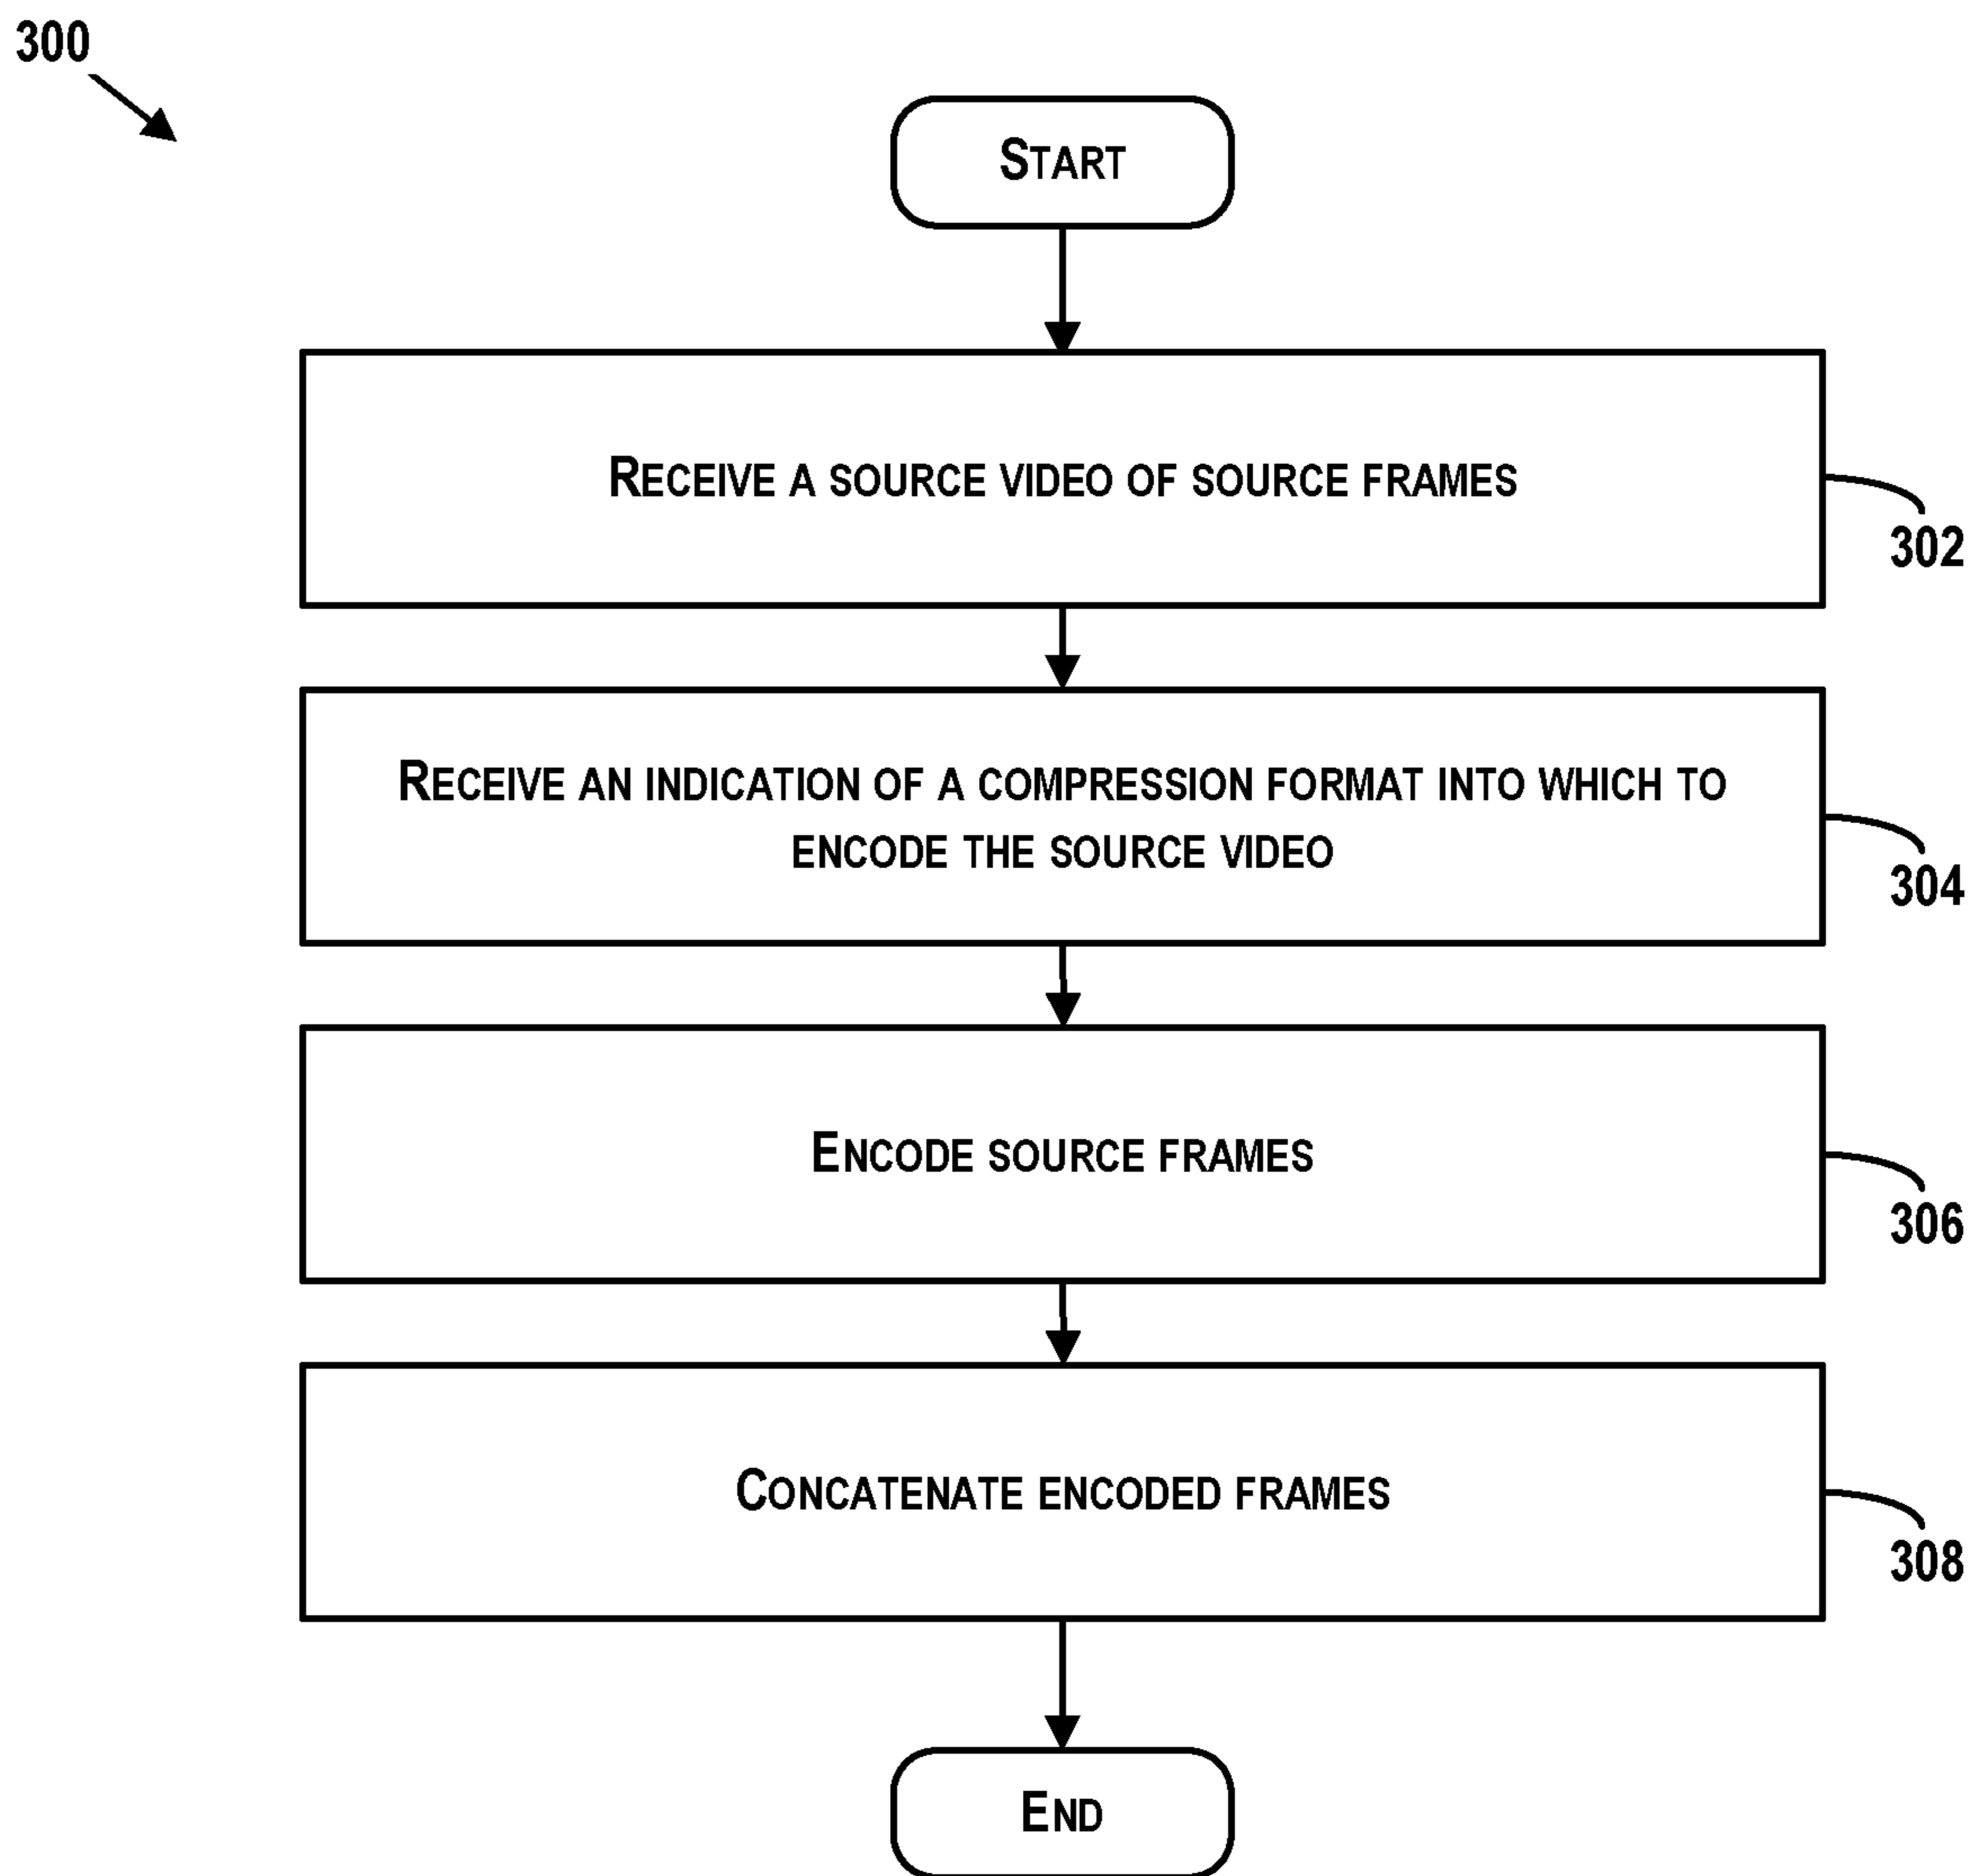 300
START
RECEIVE A SOURCE VIDEO OF SOURCE FRAMES
302
RECEIVE AN INDICATION OF A COMPRESSION FORMAT INTO WHICH TO
ENCODE THE SOURCE VIDEO
304
ENCODE SOURCE FRAMES
306
CONCATENATE ENCODED FRAMES
308
END